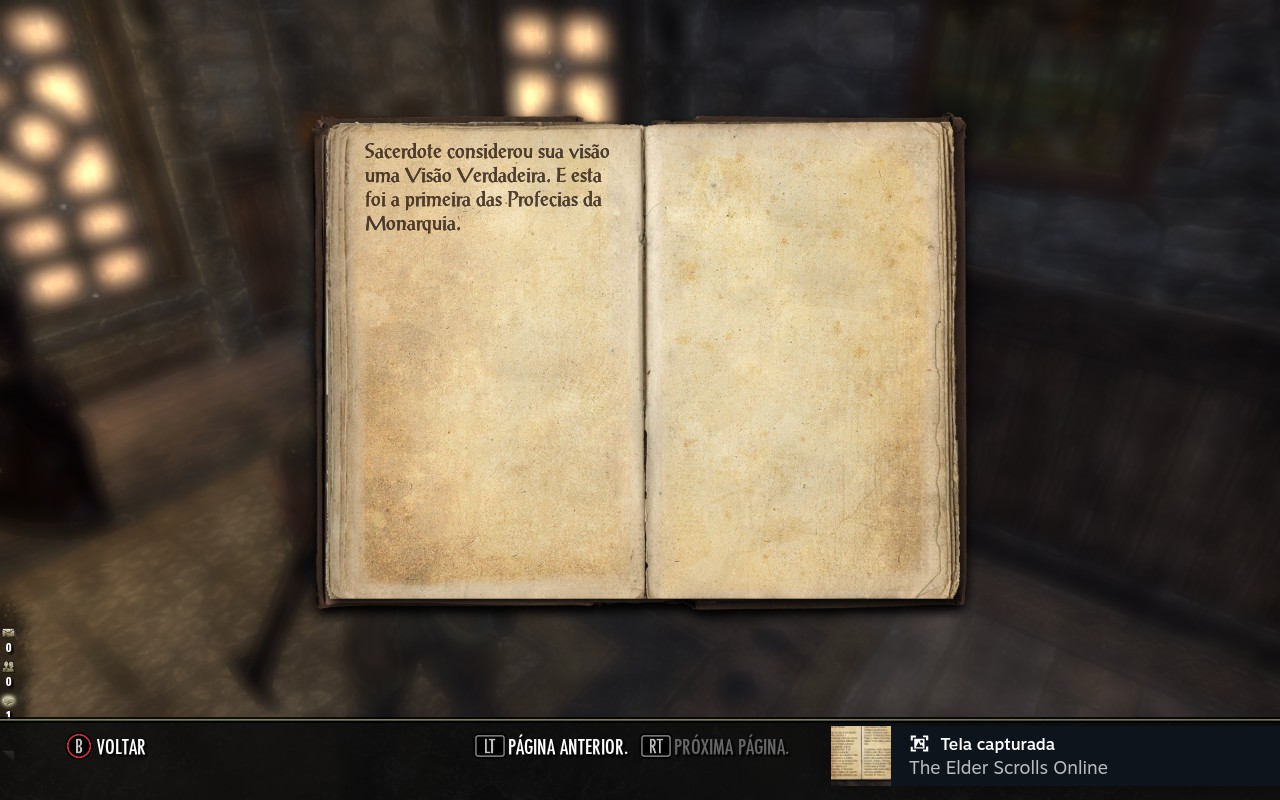 Sacerdote considerou sua visão
uma Visão Verdadeira. E esta
foi a primeira das Profecias da
Monarquia.
0
0
1
B VOLTAR
LT PÁGINA ANTERIOR. RT PRÓXIMA PÁGINA.
Tela capturada
The Elder Scrolls Online